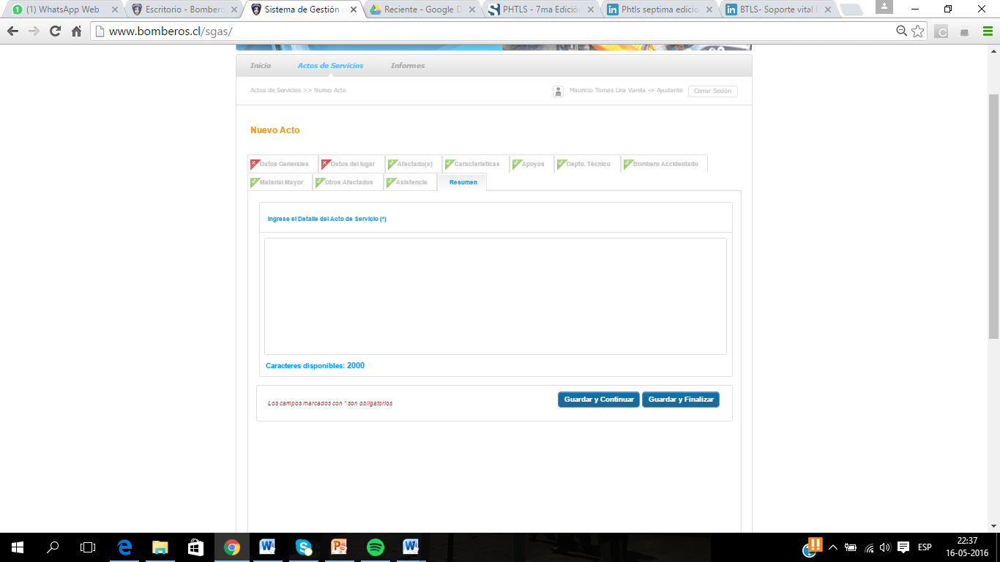 (1) WhatsApp Web
Escritorio - Bombero
Sistema de Gestión d
Reciente - Google D
PHTLS - 7ma Edición
Phtls septima edicio
BTLS- Soporte vital
www.bomberos.cl/sgas/
Inicio
Actos de Servicios
Informes
Actos de Servicios >> Nuevo Acto
Mauricio Tomas Lira Varela -> Ayudante
Cerrar Sesión
Nuevo Acto
Datos Generales
Datos del lugar
Afectado(s)
Características
Apoyos
Depto. Técnico
Bombero Accidentado
Material Mayor
Otros Afectados
Asistencia
Resumen
Ingrese el Detalle del Acto de Servicio (*)
Caracteres disponibles: 2000
Los campos marcados con * son obligatorios
Guardar y Continuar
Guardar y Finalizar
ESP
22:37
16-05-2016